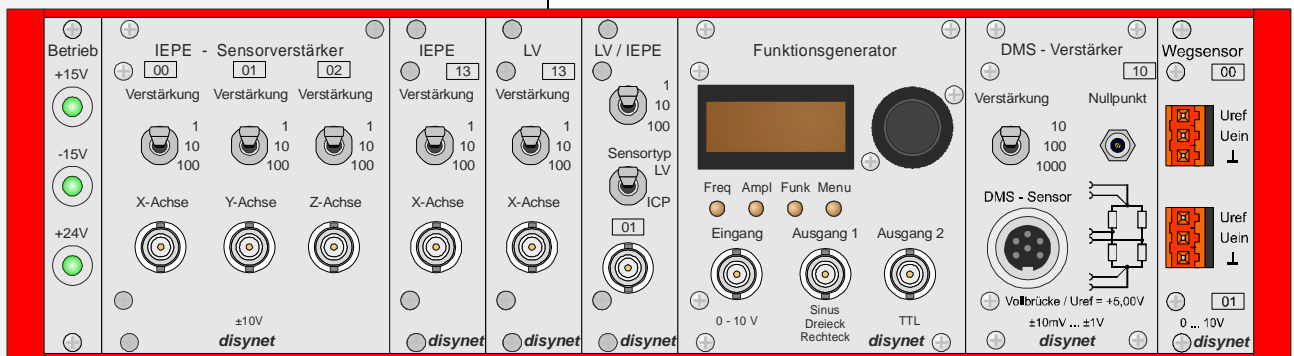 Betrieb
+15V
-15V
+24V
IEPE - Sensorverstärker
00
01
02
Verstärkung
Verstärkung
Verstärkung
1
10
100
1
10
100
1
10
100
X-Achse
Y-Achse
Z-Achse
±10V
disynet
IEPE
13
Verstärkung
1
10
100
X-Achse
disynet
LV
13
Verstärkung
1
10
100
X-Achse
disynet
LV / IEPE
1
10
100
Sensortyp
LV
ICP
01
disynet
Funktionsgenerator
Freq Ampl Funk Menu
Eingang
Ausgang 1
Ausgang 2
0 - 10 V
Sinus
Dreieck
Rechteck
TTL
disynet
DMS - Verstärker
10
Verstärkung
Nullpunkt
10
100
1000
DMS - Sensor
Vollbrücke / Uref = +5,00V
±10mV ... ±1V
disynet
Wegsensor
00
Uref
Uein
⊥
Uref
Uein
⊥
01
0 ... 10V
disynet